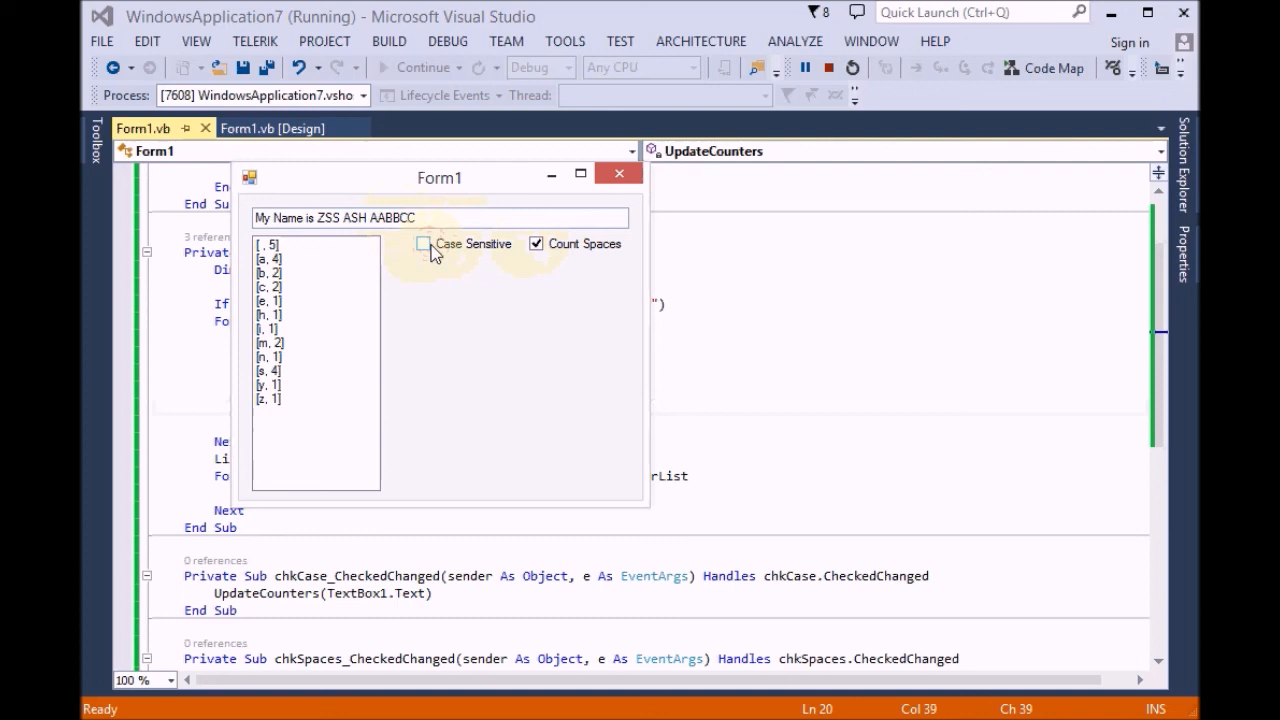 WindowsApplication7 (Running) - Microsoft Visual Studio
8
Quick Launch (Ctrl+Q)
FILE EDIT VIEW TELERIK PROJECT BUILD DEBUG TEAM TOOLS TEST ARCHITECTURE ANALYZE WINDOW HELP
Sign in
Continue Debug Any CPU Code Map
Process: [7608] WindowsApplication7.vsho Lifecycle Events Thread:
Toolbox
Form1.vb Form1.vb [Design]
Form1 UpdateCounters
Solution Explorer
Properties
En
End Su
3 referen
Privat
Di
If ")
Fo
Ne
Li
Fo rList
Next
End Sub
0 references
Private Sub chkCase_CheckedChanged(sender As Object, e As EventArgs) Handles chkCase.CheckedChanged
UpdateCounters(TextBox1.Text)
End Sub
0 references
Private Sub chkSpaces_CheckedChanged(sender As Object, e As EventArgs) Handles chkSpaces.CheckedChanged
Form1
My Name is ZSS ASH AABBCC
Case Sensitive Count Spaces
[ , 5]
[a, 4]
[b, 2]
[c, 2]
[e, 1]
[h, 1]
[i, 1]
[m, 2]
[n, 1]
[s, 4]
[y, 1]
[z, 1]
100 %
Ready Ln 20 Col 39 Ch 39 INS